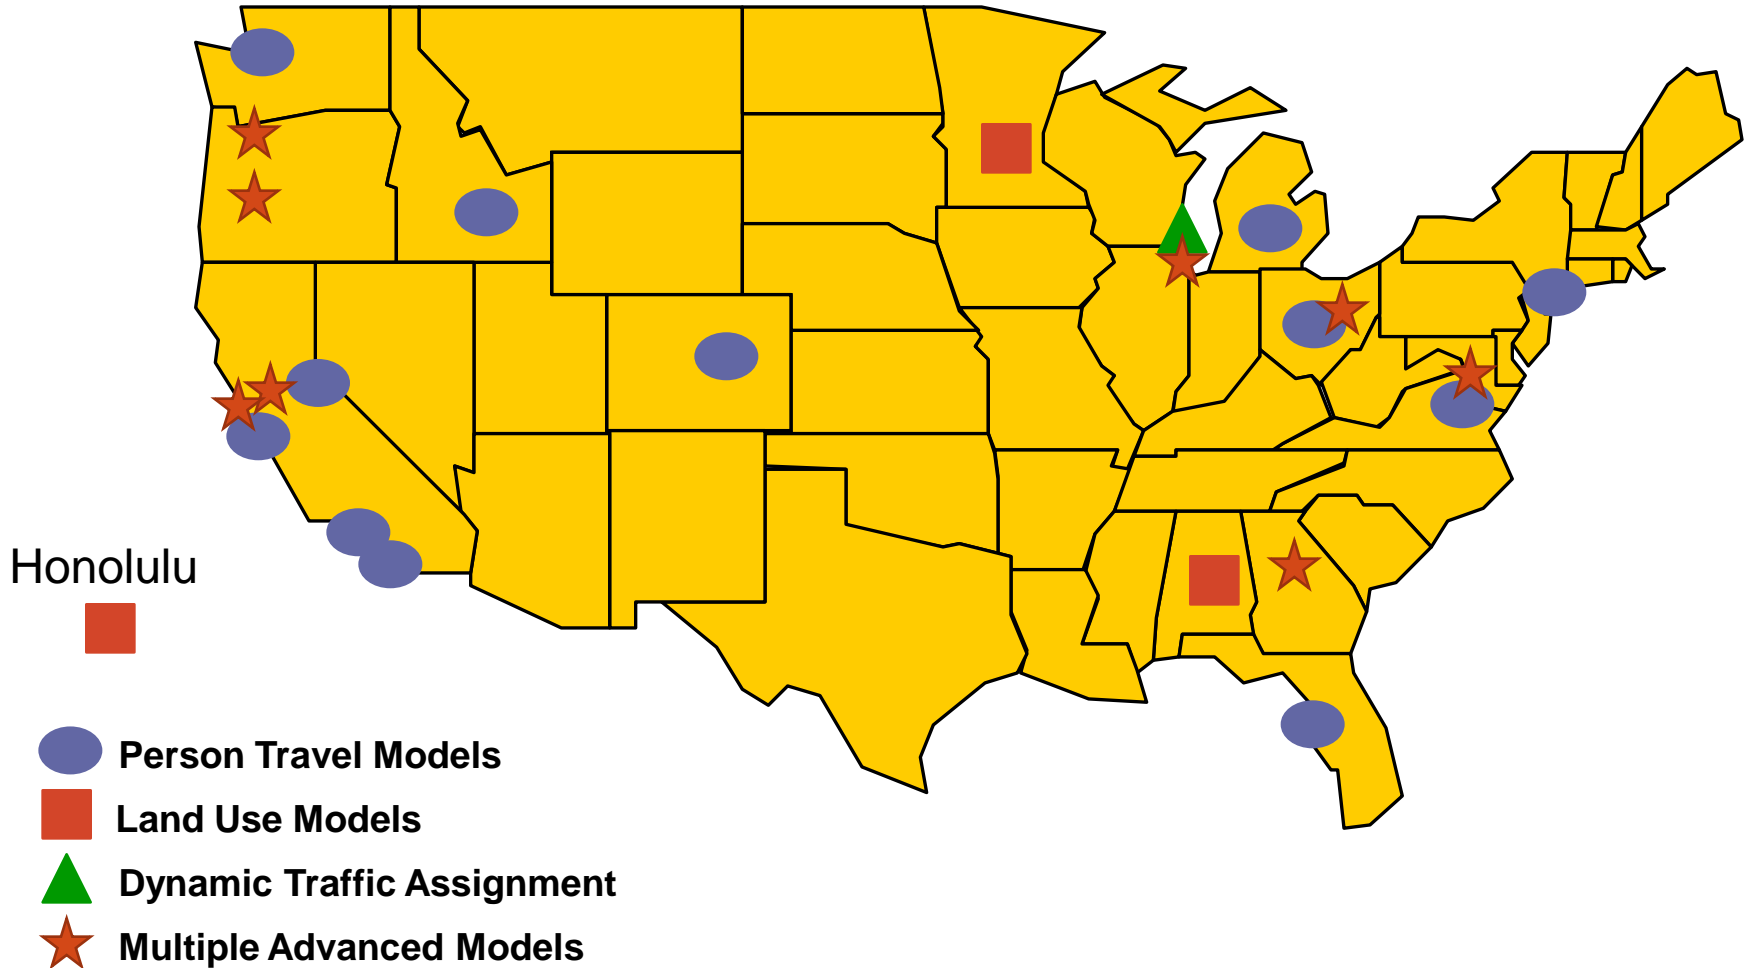 Honolulu
Person Travel Models
Land Use Models
Dynamic Traffic Assignment
Multiple Advanced Models